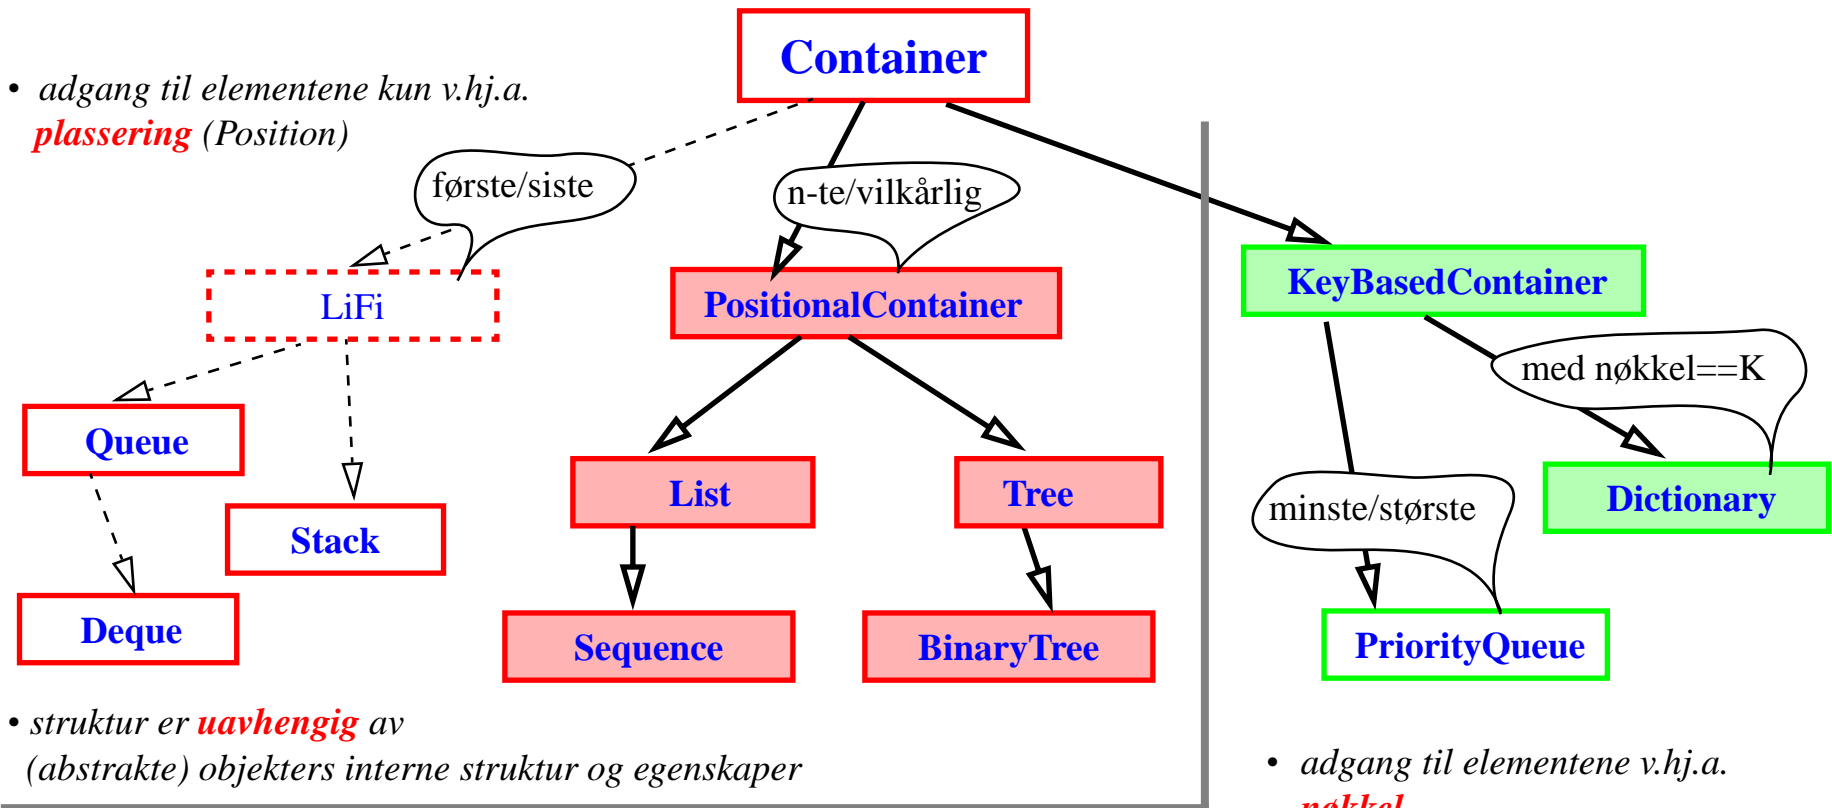 Container
• adgang til elementene kun v.hj.a.
plassering (Position)
første/siste
n-te/vilkårlig
LiFi
PositionalContainer
KeyBasedContainer
med nøkkel==K
Queue
List
Tree
Dictionary
minste/største
Stack
Deque
Sequence
BinaryTree
PriorityQueue
• struktur er uavhengig av
(abstrakte) objekters interne struktur og egenskaper
• adgang til elementene v.hj.a.
nøkkel